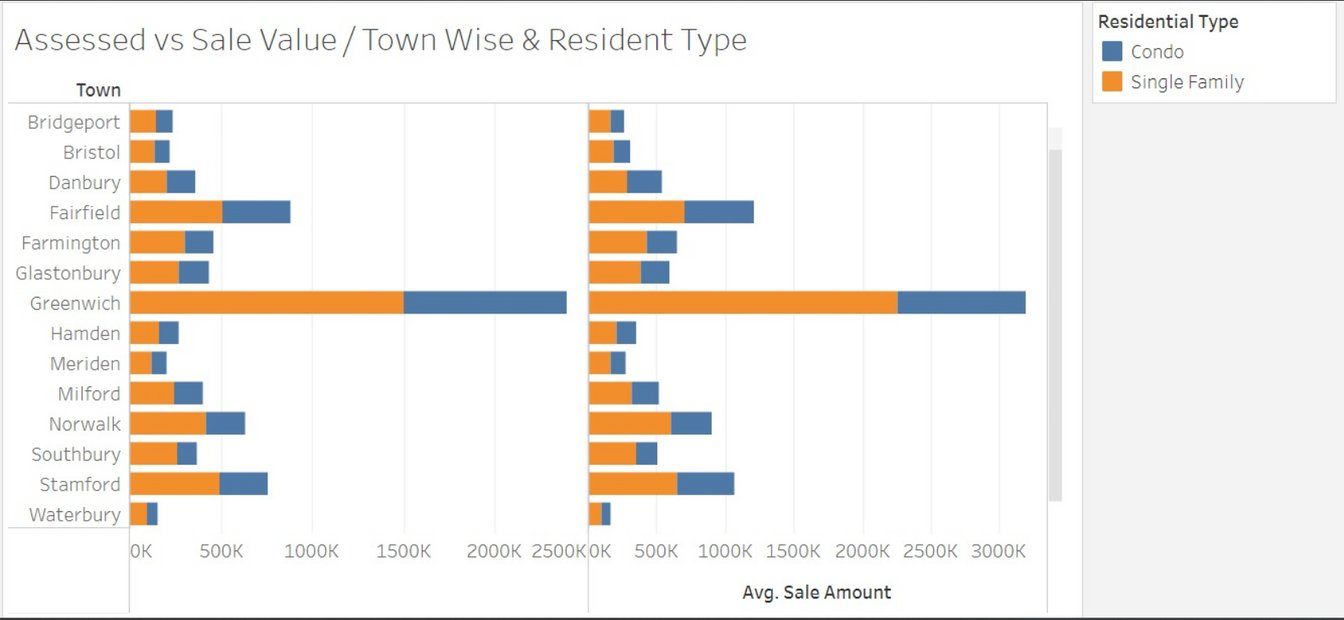 Assessed vs Sale Value / Town Wise & Resident Type
Residential Type
Condo
Single Family
Town
Bridgeport
Bristol
Danbury
Fairfield
Farmington
Glastonbury
Greenwich
Hamden
Meriden
Milford
Norwalk
Southbury
Stamford
Waterbury
0K 500K 1000K 1500K 2000K 2500K 0K 500K 1000K 1500K 2000K 2500K 3000K
Avg. Sale Amount